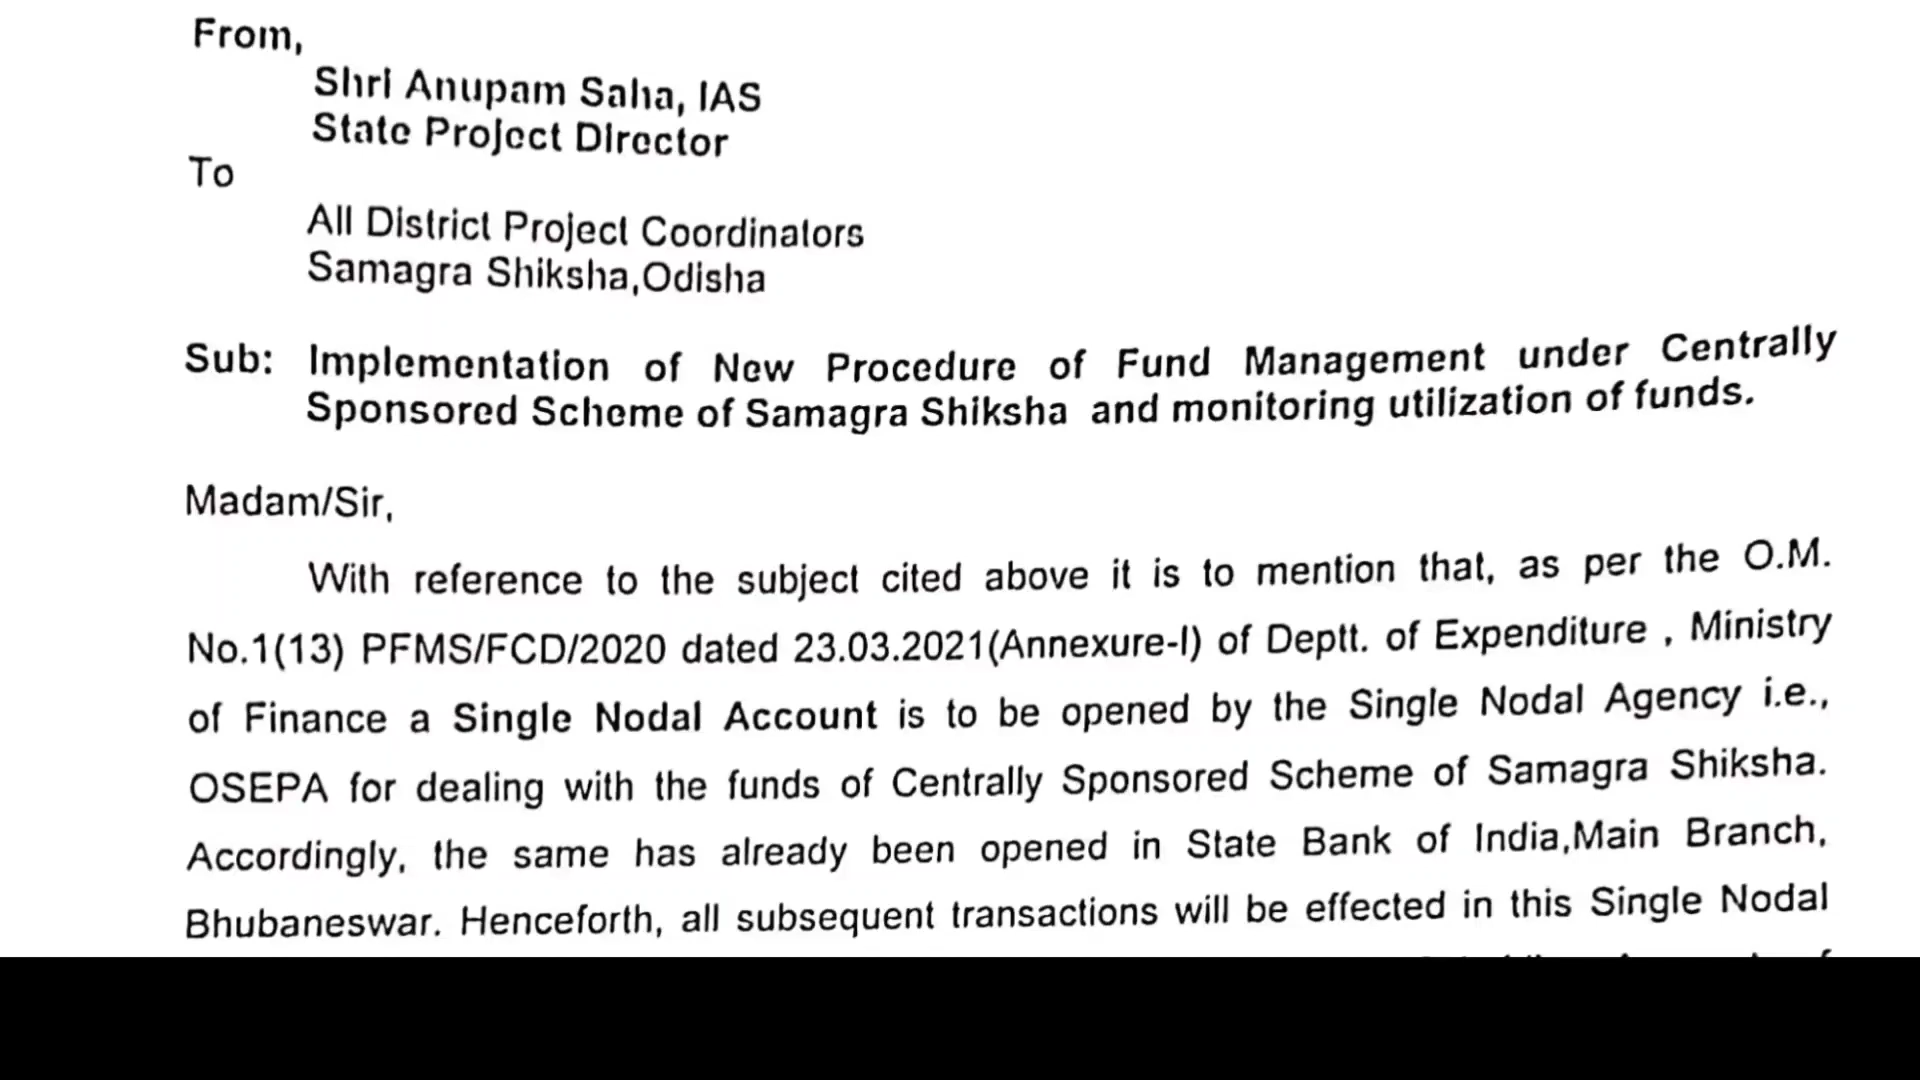 From,
Shri Anupam Saha, IAS
State Project Director
To
All District Project Coordinators
Samagra Shiksha,Odisha
Sub: Implementation of New Procedure of Fund Management under Centrally
Sponsored Scheme of Samagra Shiksha and monitoring utilization of funds.
Madam/Sir,
With reference to the subject cited above it is to mention that, as per the O.M.
No.1(13) PFMS/FCD/2020 dated 23.03.2021(Annexure-I) of Deptt. of Expenditure , Ministry
of Finance a Single Nodal Account is to be opened by the Single Nodal Agency i.e.,
OSEPA for dealing with the funds of Centrally Sponsored Scheme of Samagra Shiksha.
Accordingly, the same has already been opened in State Bank of India,Main Branch,
Bhubaneswar. Henceforth, all subsequent transactions will be effected in this Single Nodal